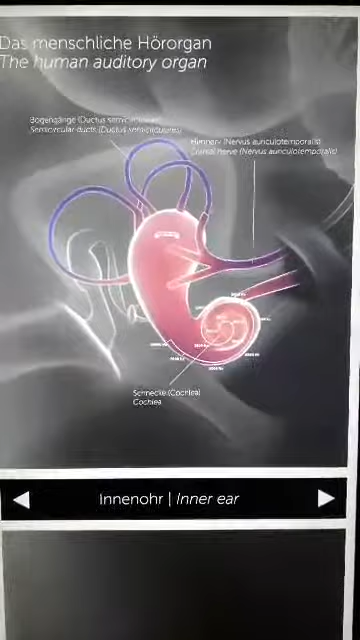 Das menschliche Hörorgan
The human auditory organ
Bogengänge (Ductus semicirculares)
Semicircular ducts (Ductus semicirculares)
Hirnnerv (Nervus auriculotemporalis)
Cranial nerve (Nervus auriculotemporalis)
Schnecke (Cochlea)
Cochlea
Innenohr | Inner ear